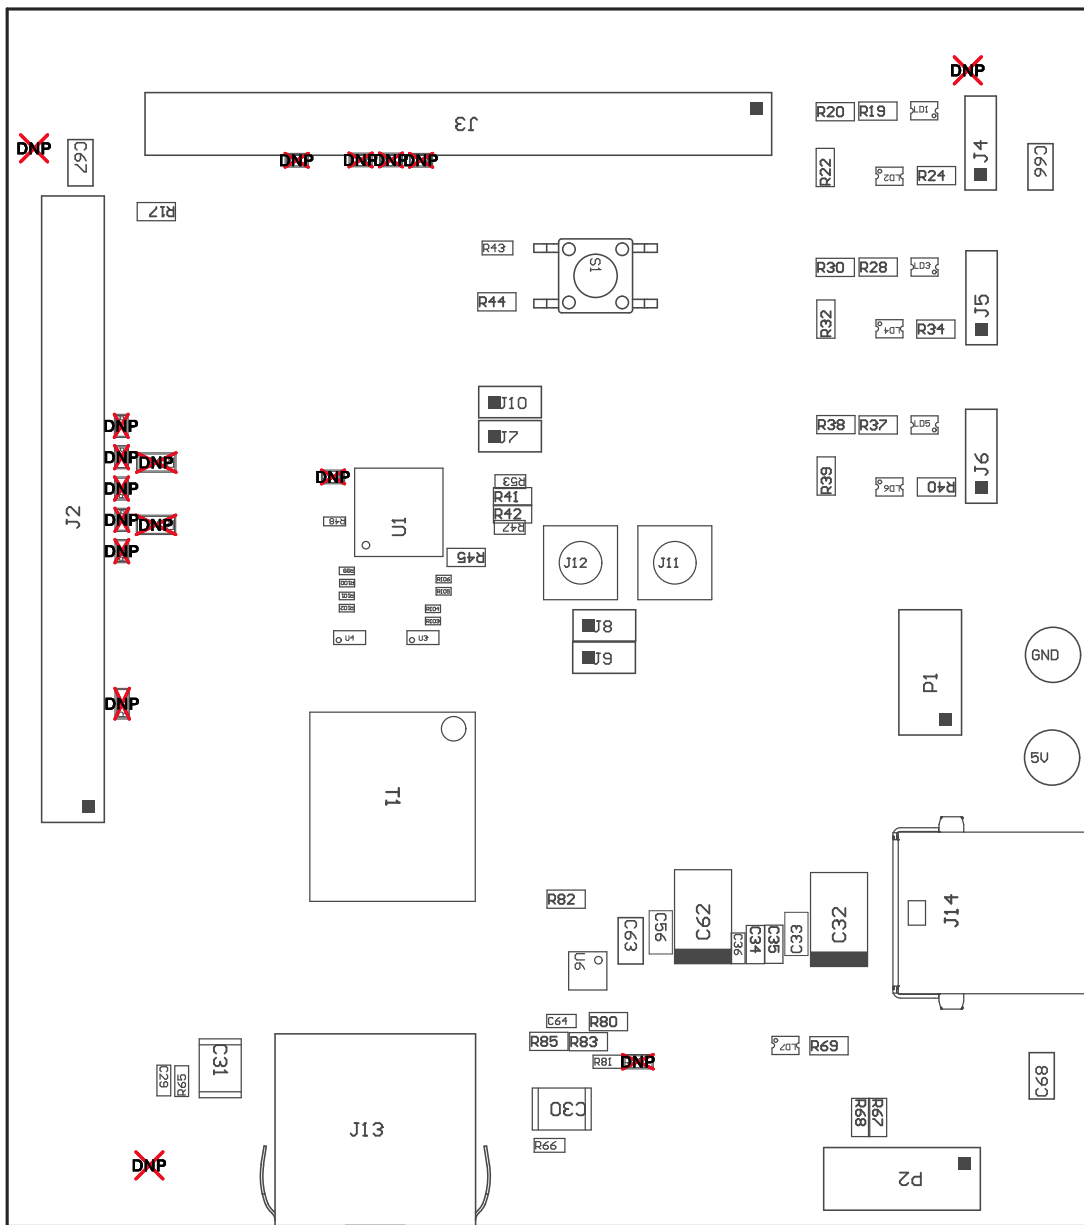 DNP
J3
R20
R19
LD1
J4
DNP
C67
DNP
DNP
DNP
DNP
R22
LD2
R24
C66
R17
R43
S1
R30
R28
LD3
J5
R44
R32
LD4
R34
J10
J7
DNP
R38
R37
LD5
J6
DNP
DNP
DNP
R53
R41
R39
LD6
R40
DNP
J2
DNP
DNP
R48
U1
R42
R47
DNP
R45
J12
J11
R106
R104
U4
U3
J8
J9
GND
P1
DNP
5V
T1
R82
C63
C56
C62
C36
C34
C35
C33
C32
J14
U6
C64
R80
R85
R83
R81
DNP
LD7
R69
C29
R65
C31
C68
C30
R68
R67
J13
R66
DNP
P2